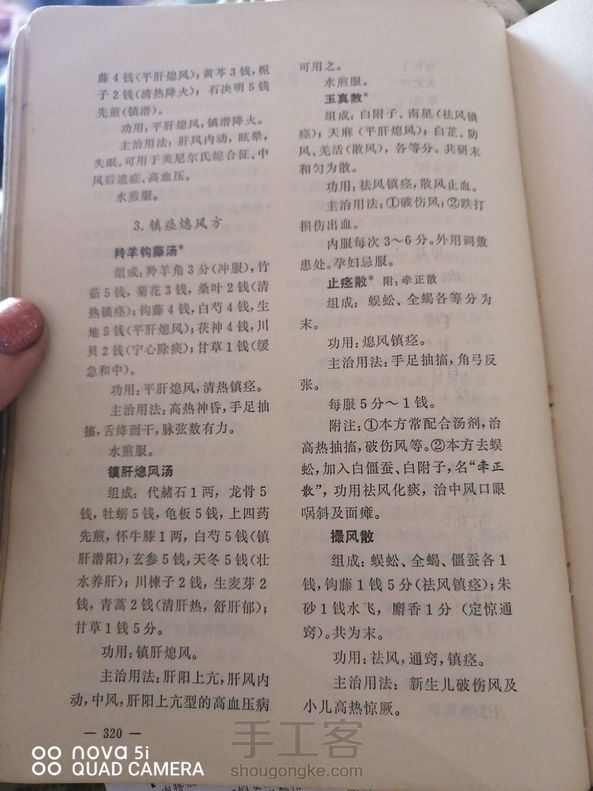 藤4钱(平肝熄风);黄芩3钱,栀
子2钱(清热降火); 石决明5钱
先煎(镇潜)。
功用:平肝熄风,镇潜降火。
主治用法:肝风内动,眩晕,
失眠。可用于美尼尔氏综合征、中
风后遗症、高血压。
水煎服。
3.镇痉熄风方
羚羊钩藤汤*
组成:羚羊角3分(冲服),竹
茹5钱,菊花3钱,桑叶2钱(清
热镇痉);钩藤4钱,白芍4钱,生
地5钱(平肝熄风);茯神4钱,川
贝2钱(宁心除痰);甘草1钱(缓
急和中)。
功用:平肝熄风,清热镇痉。
主治用法:高热神昏,手足抽
搐,舌绛而干,脉弦数有力。
水煎服。
镇肝熄风汤
组成:代赭石1两,龙骨5
钱,牡蛎5钱,龟板5钱,上四药
先煎,怀牛膝1两,白芍5钱(镇
肝潜阳);玄参5钱,天冬5钱(壮
水养肝);川楝子2钱,生麦芽2
钱,青蒿2钱(清肝热,舒肝郁);
甘草1钱5分。
功用:镇肝熄风。
主治用法:肝阳上亢,肝风内
动,中风,肝阳上亢型的高血压病
— 320 —
可用之。
水煎服。
玉真散*
组成:白附子、南星(祛风镇
痉);天麻(平肝熄风);白芷、防
风、羌活(散风),各等分。共研末
和匀为散。
功用:祛风镇痉,散风止血。
主治用法:①破伤风;②跌打
损伤出血。
内服每次3~6分。外用调敷
患处。孕妇忌服。
止痉散* 附:牵正散
组成:蜈蚣、全蝎各等分为
末。
功用:熄风镇痉。
主治用法:手足抽搐,角弓反
张。
每服5分~1钱。
附注:①本方常配合汤剂,治
高热抽搐,破伤风等。②本方去蜈
蚣,加入白僵蚕、白附子,名“牵正
散”,功用祛风化痰,治中风口眼
㖞斜及面瘫。
撮风散
组成:蜈蚣、全蝎、僵蚕各1
钱,钩藤1钱5分(祛风镇痉);朱
砂1钱水飞,麝香1分 (定惊通
窍)。共为末。
功用:祛风,通窍,镇痉。
主治用法: 新生儿破伤风及
小儿高热惊厥。
nova 5i
QUAD CAMERA
手工客
shougongke.com